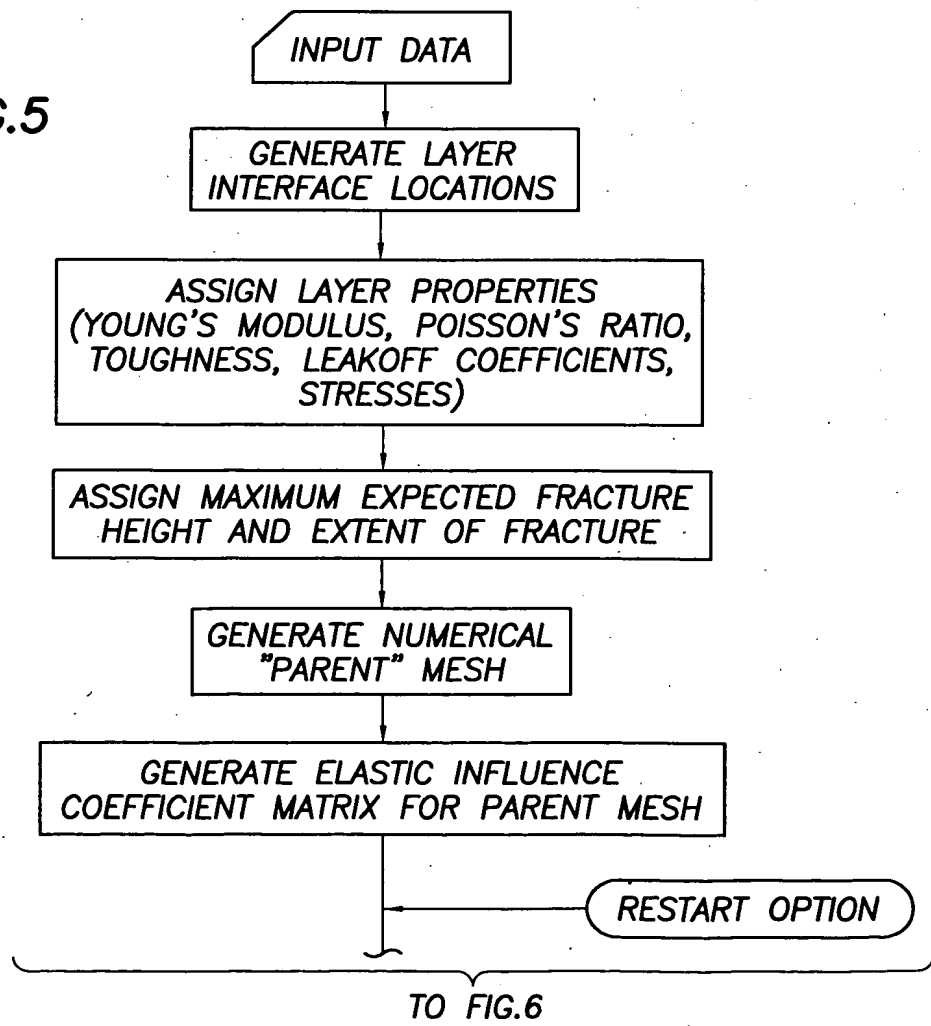 INPUT DATA
G.5
GENERATE LAYER
INTERFACE LOCATIONS
ASSIGN LAYER PROPERTIES
(YOUNG'S MODULUS, POISSON'S RATIO,
TOUGHNESS, LEAKOFF COEFFICIENTS,
STRESSES)
ASSIGN MAXIMUM EXPECTED FRACTURE
HEIGHT AND EXTENT OF FRACTURE
GENERATE NUMERICAL
"PARENT" MESH
GENERATE ELASTIC INFLUENCE
COEFFICIENT MATRIX FOR PARENT MESH
RESTART OPTION
TO FIG.6